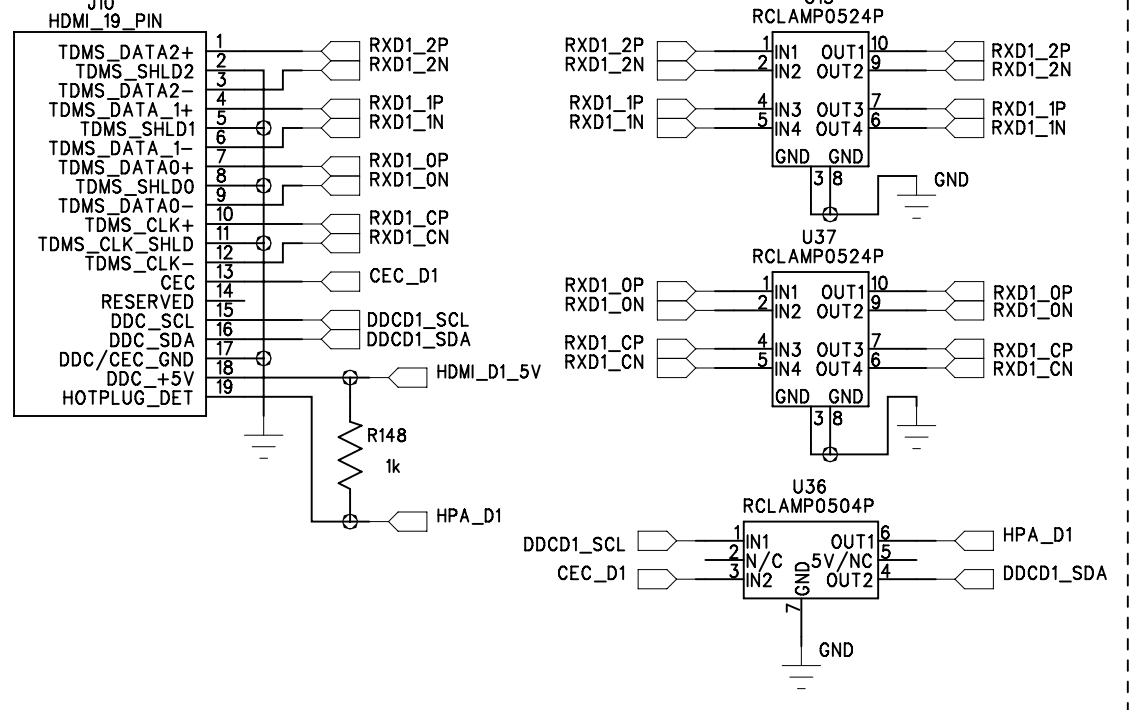 J10
HDMI_19_PIN
TDMS_DATA2+ 1 RXD1_2P
TDMS_SHLD2 2 RXD1_2N
TDMS_DATA2- 3
TDMS_DATA_1+ 4 RXD1_1P
TDMS_SHLD1 5 RXD1_1N
TDMS_DATA_1- 6
TDMS_DATA0+ 7 RXD1_0P
TDMS_SHLD0 8 RXD1_0N
TDMS_DATA0- 9
TDMS_CLK+ 10 RXD1_CP
TDMS_CLK_SHLD 11 RXD1_CN
TDMS_CLK- 12
CEC 13 CEC_D1
RESERVED 14
DDC_SCL 15 DDCD1_SCL
DDC_SDA 16 DDCD1_SDA
DDC/CEC_GND 17
DDC_+5V 18 HDMI_D1_5V
HOTPLUG_DET 19
R148
1k
HPA_D1
RCLAMP0524P
RXD1_2P 1 IN1 OUT1 10 RXD1_2P
RXD1_2N 2 IN2 OUT2 9 RXD1_2N
RXD1_1P 4 IN3 OUT3 7 RXD1_1P
RXD1_1N 5 IN4 OUT4 6 RXD1_1N
GND GND
3 8 GND
U37
RCLAMP0524P
RXD1_0P 1 IN1 OUT1 10 RXD1_0P
RXD1_0N 2 IN2 OUT2 9 RXD1_0N
RXD1_CP 4 IN3 OUT3 7 RXD1_CP
RXD1_CN 5 IN4 OUT4 6 RXD1_CN
GND GND
3 8
U36
RCLAMP0504P
DDCD1_SCL 1 IN1 OUT1 6 HPA_D1
2 N/C 5V/NC 5
CEC_D1 3 IN2 OUT2 4 DDCD1_SDA
GND
7
GND